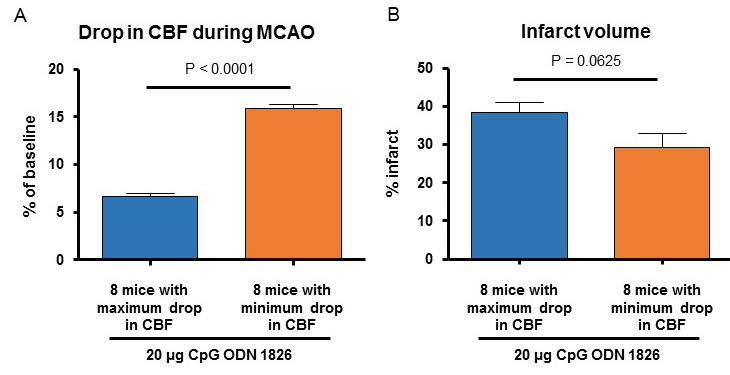 A
Drop in CBF during MCAO
P < 0.0001
% of baseline
20
15
10
5
0
8 mice with
maximum drop
in CBF
8 mice with
minimum drop
in CBF
20 µg CpG ODN 1826
B
Infarct volume
P = 0.0625
% infarct
50
40
30
20
10
0
8 mice with
maximum drop
in CBF
8 mice with
minimum drop
in CBF
20 µg CpG ODN 1826